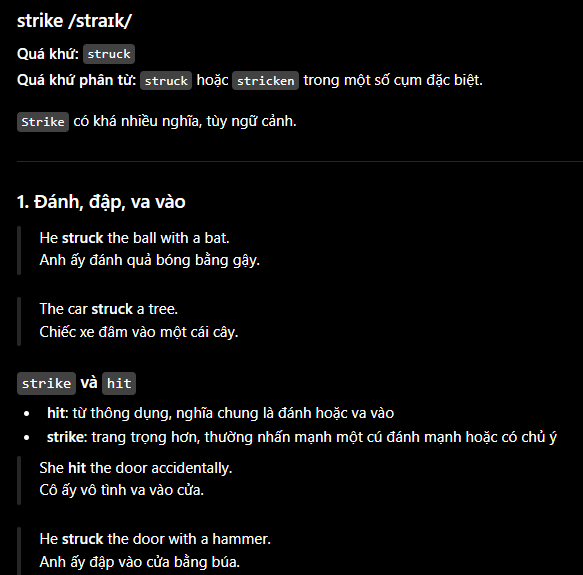 strike /straɪk/
Quá khứ: struck
Quá khứ phân từ: struck hoặc stricken trong một số cụm đặc biệt.
Strike có khá nhiều nghĩa, tùy ngữ cảnh.
1. Đánh, đập, va vào
He struck the ball with a bat.
Anh ấy đánh quả bóng bằng gậy.
The car struck a tree.
Chiếc xe đâm vào một cái cây.
strike và hit
• hit: từ thông dụng, nghĩa chung là đánh hoặc va vào
• strike: trang trọng hơn, thường nhấn mạnh một cú đánh mạnh hoặc có chủ ý
She hit the door accidentally.
Cô ấy vô tình va vào cửa.
He struck the door with a hammer.
Anh ấy đập vào cửa bằng búa.